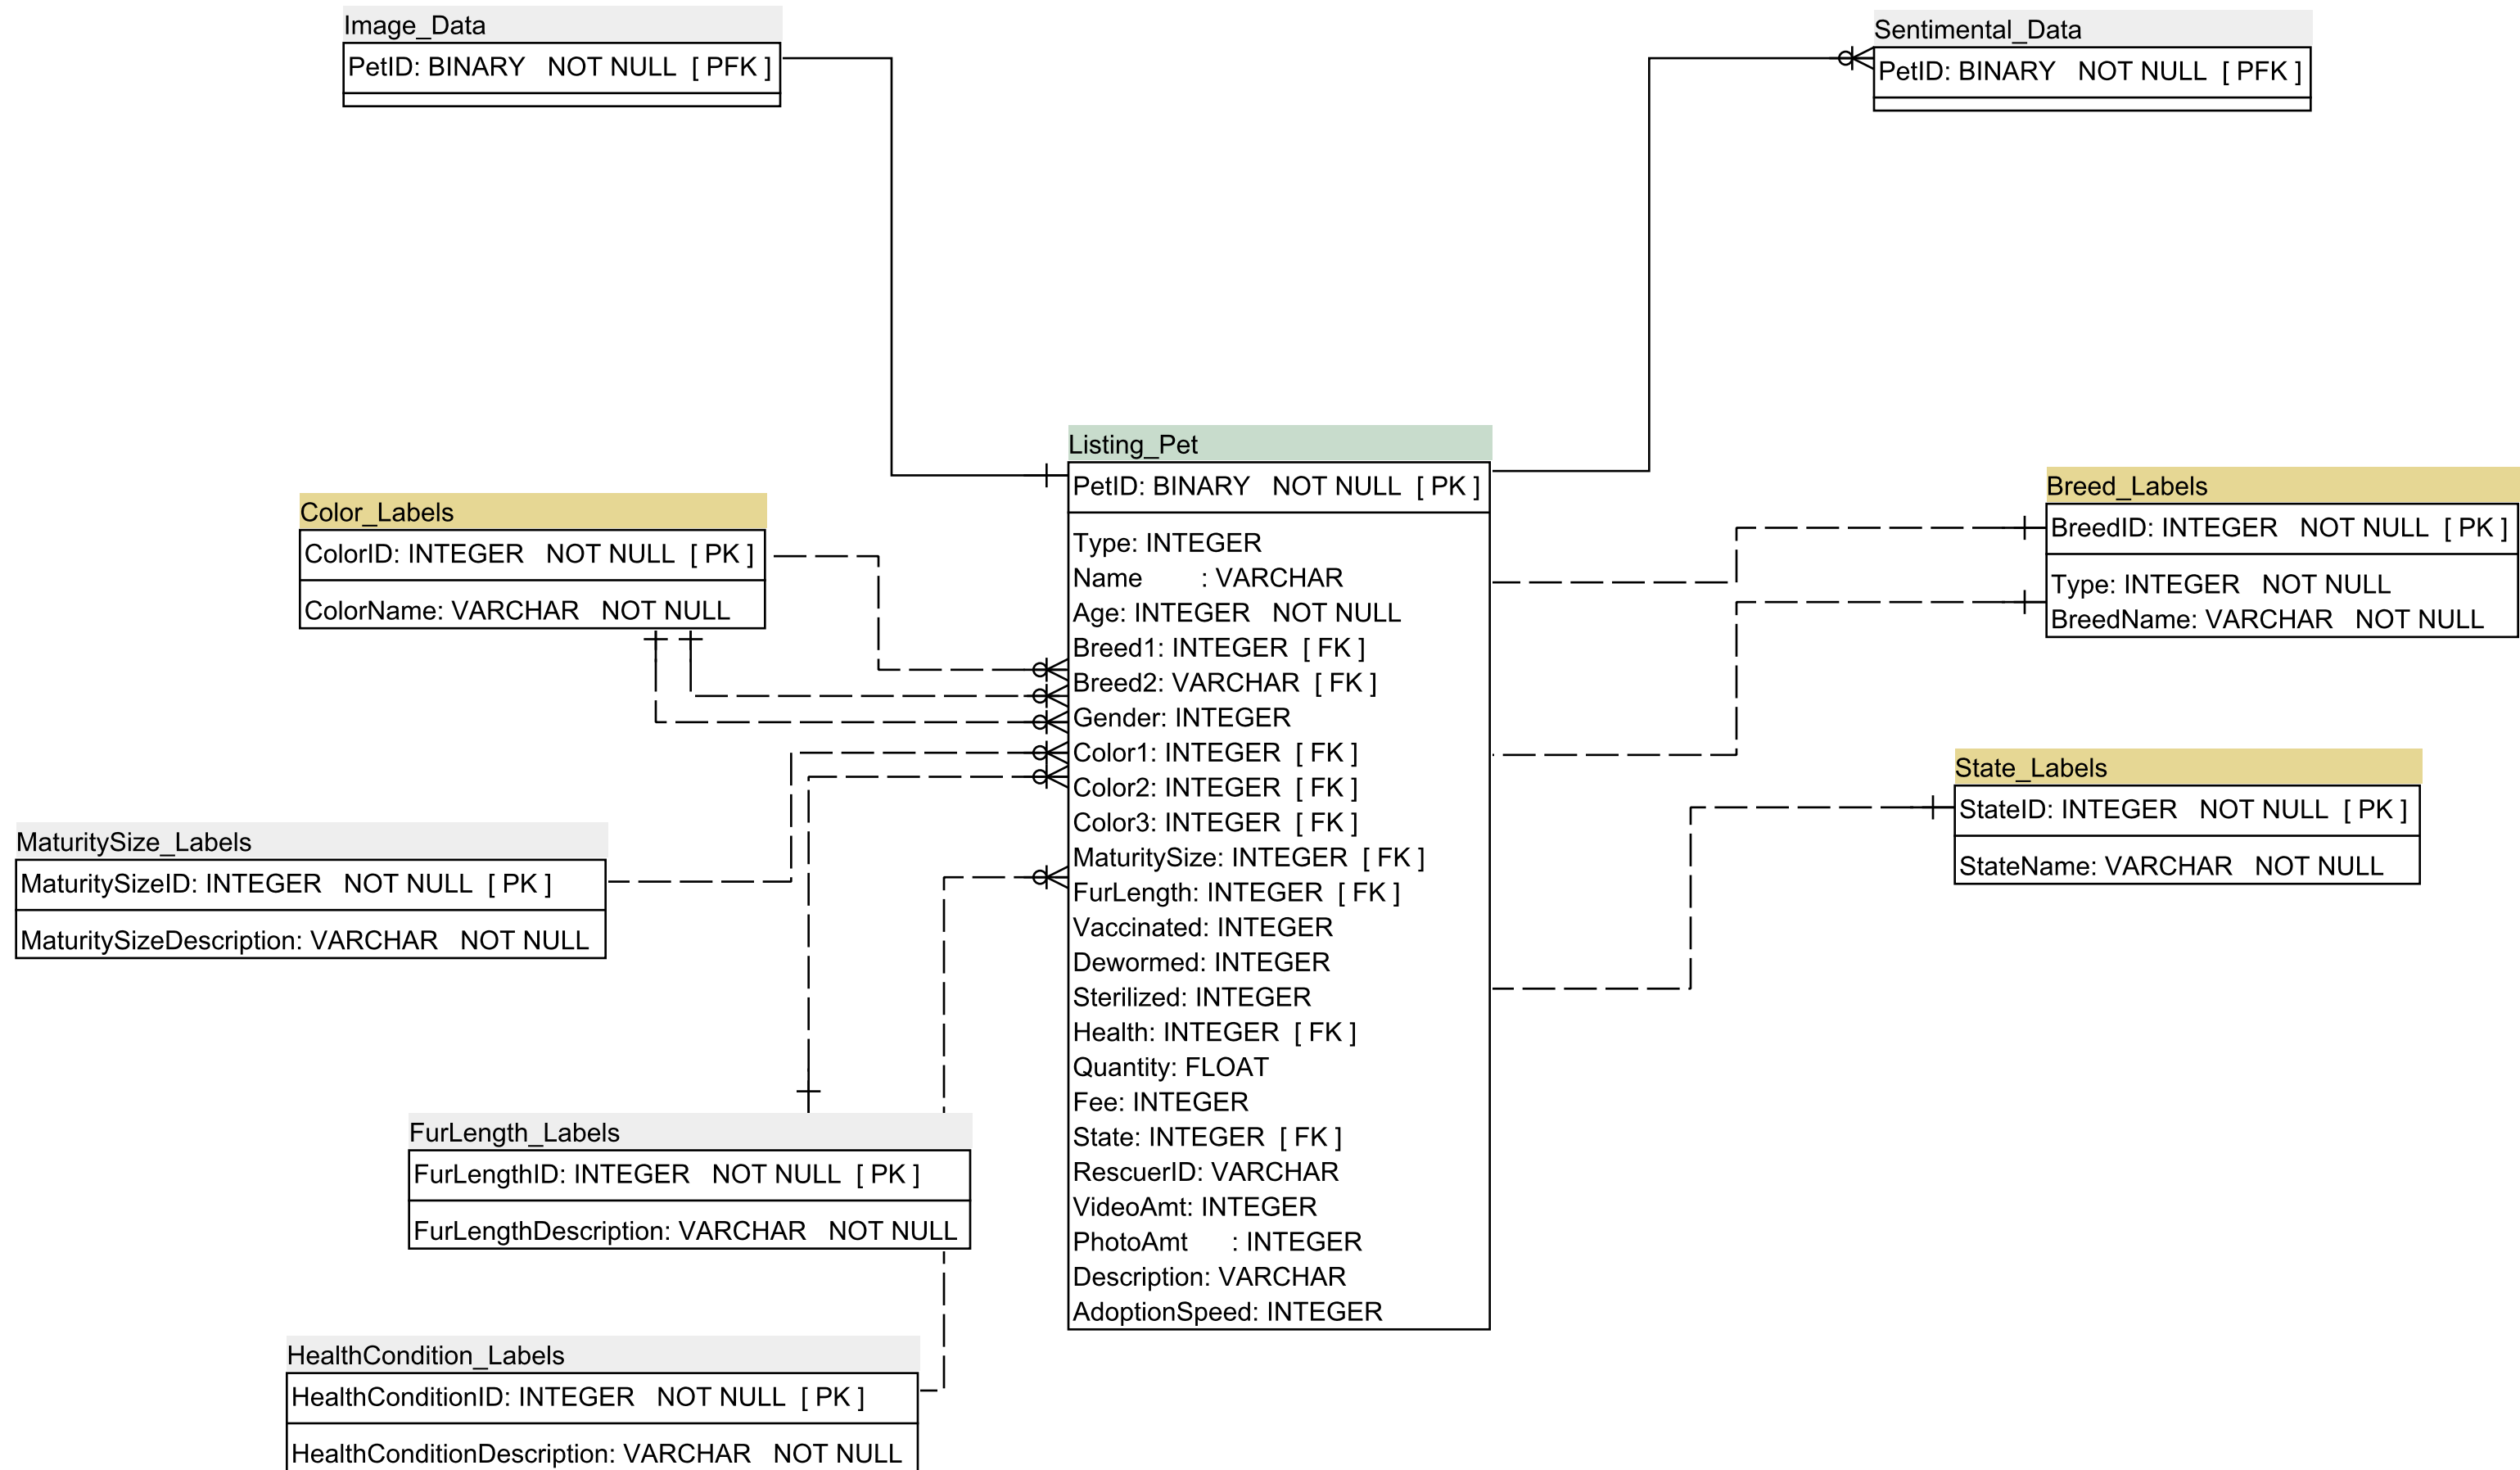 Image_Data
PetID: BINARY   NOT NULL  [ PFK ]
Sentimental_Data
PetID: BINARY   NOT NULL  [ PFK ]
Listing_Pet
PetID: BINARY   NOT NULL  [ PK ]
Type: INTEGER
Name        : VARCHAR
Age: INTEGER   NOT NULL
Breed1: INTEGER  [ FK ]
Breed2: VARCHAR  [ FK ]
Gender: INTEGER
Color1: INTEGER  [ FK ]
Color2: INTEGER  [ FK ]
Color3: INTEGER  [ FK ]
MaturitySize: INTEGER  [ FK ]
FurLength: INTEGER  [ FK ]
Vaccinated: INTEGER
Dewormed: INTEGER
Sterilized: INTEGER
Health: INTEGER  [ FK ]
Quantity: FLOAT
Fee: INTEGER
State: INTEGER  [ FK ]
RescuerID: VARCHAR
VideoAmt: INTEGER
PhotoAmt      : INTEGER
Description: VARCHAR
AdoptionSpeed: INTEGER
Color_Labels
ColorID: INTEGER   NOT NULL  [ PK ]
ColorName: VARCHAR   NOT NULL
Breed_Labels
BreedID: INTEGER   NOT NULL  [ PK ]
Type: INTEGER   NOT NULL
BreedName: VARCHAR   NOT NULL
State_Labels
StateID: INTEGER   NOT NULL  [ PK ]
StateName: VARCHAR   NOT NULL
MaturitySize_Labels
MaturitySizeID: INTEGER   NOT NULL  [ PK ]
MaturitySizeDescription: VARCHAR   NOT NULL
FurLength_Labels
FurLengthID: INTEGER   NOT NULL  [ PK ]
FurLengthDescription: VARCHAR   NOT NULL
HealthCondition_Labels
HealthConditionID: INTEGER   NOT NULL  [ PK ]
HealthConditionDescription: VARCHAR   NOT NULL